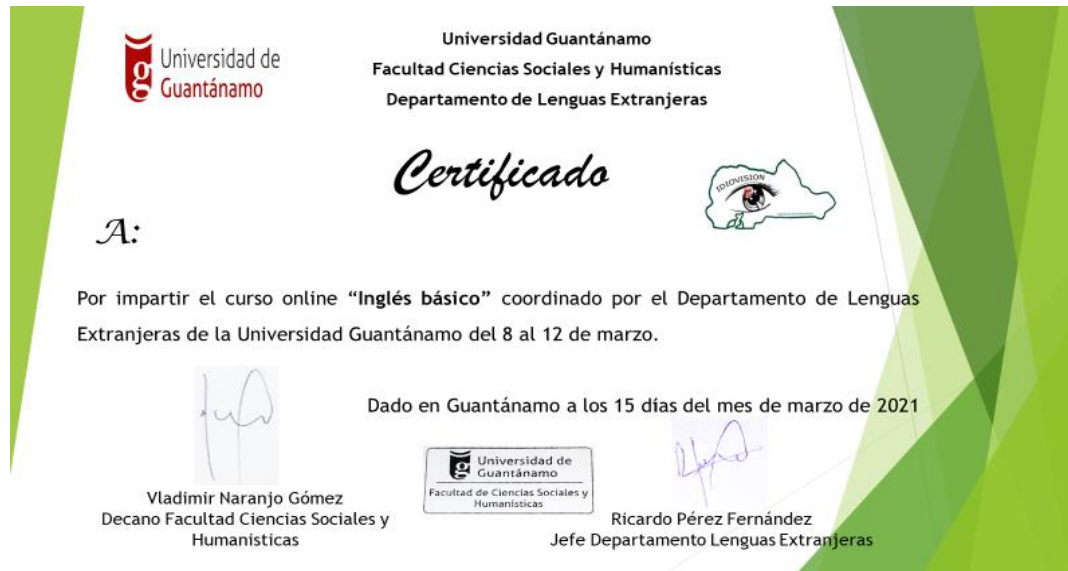 Universidad de
Guantánamo
Universidad Guantánamo
Facultad Ciencias Sociales y Humanísticas
Departamento de Lenguas Extranjeras
Certificado
IDIOVISION
A:
Por impartir el curso online “Inglés básico” coordinado por el Departamento de Lenguas
Extranjeras de la Universidad Guantánamo del 8 al 12 de marzo.
Dado en Guantánamo a los 15 días del mes de marzo de 2021
Universidad de
Guantánamo
Facultad de Ciencias Sociales y
Humanísticas
Vladimir Naranjo Gómez
Decano Facultad Ciencias Sociales y
Humanisticas
Ricardo Pérez Fernández
Jefe Departamento Lenguas Extranjeras